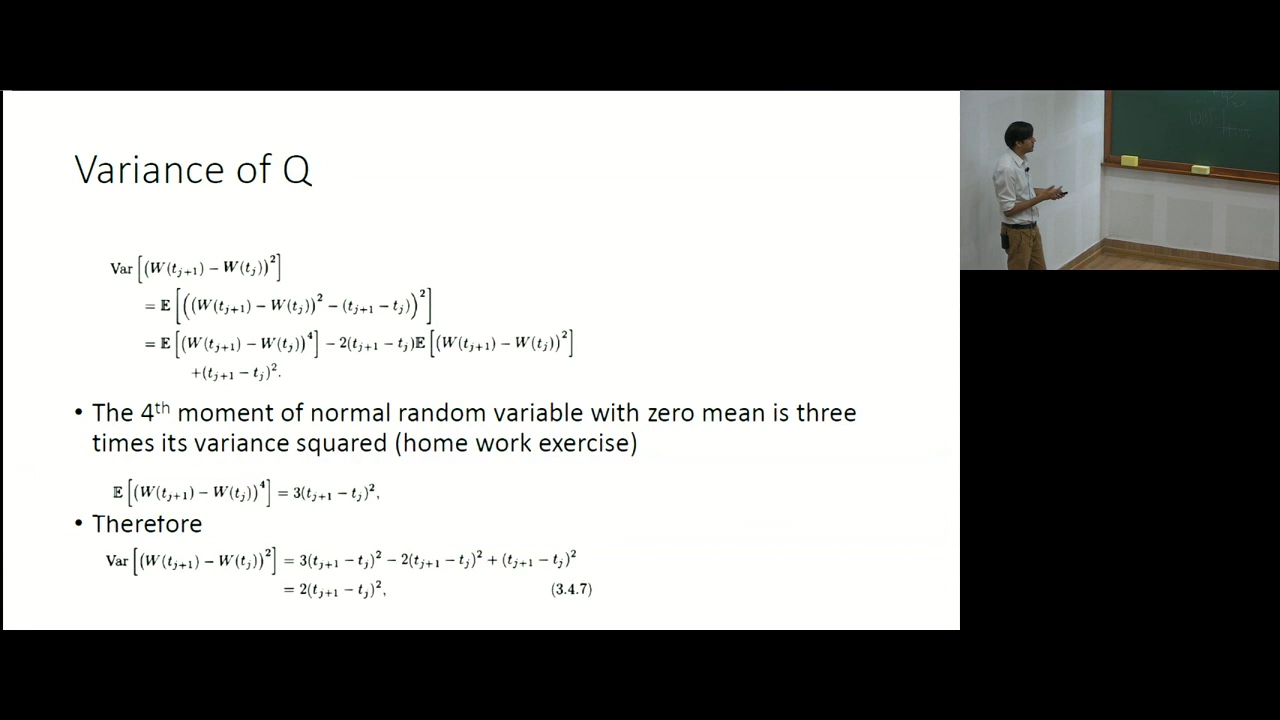 Variance of Q
Var[(W(t_{j+1}) − W(t_j))^2]
= 𝔼[((W(t_{j+1}) − W(t_j))^2 − (t_{j+1} − t_j))^2]
= 𝔼[(W(t_{j+1}) − W(t_j))^4] − 2(t_{j+1} − t_j)𝔼[(W(t_{j+1}) − W(t_j))^2]
+(t_{j+1} − t_j)^2.
• The 4th moment of normal random variable with zero mean is three
times its variance squared (home work exercise)
𝔼[(W(t_{j+1}) − W(t_j))^4] = 3(t_{j+1} − t_j)^2,
• Therefore
Var[(W(t_{j+1}) − W(t_j))^2] = 3(t_{j+1} − t_j)^2 − 2(t_{j+1} − t_j)^2 + (t_{j+1} − t_j)^2
= 2(t_{j+1} − t_j)^2, (3.4.7)